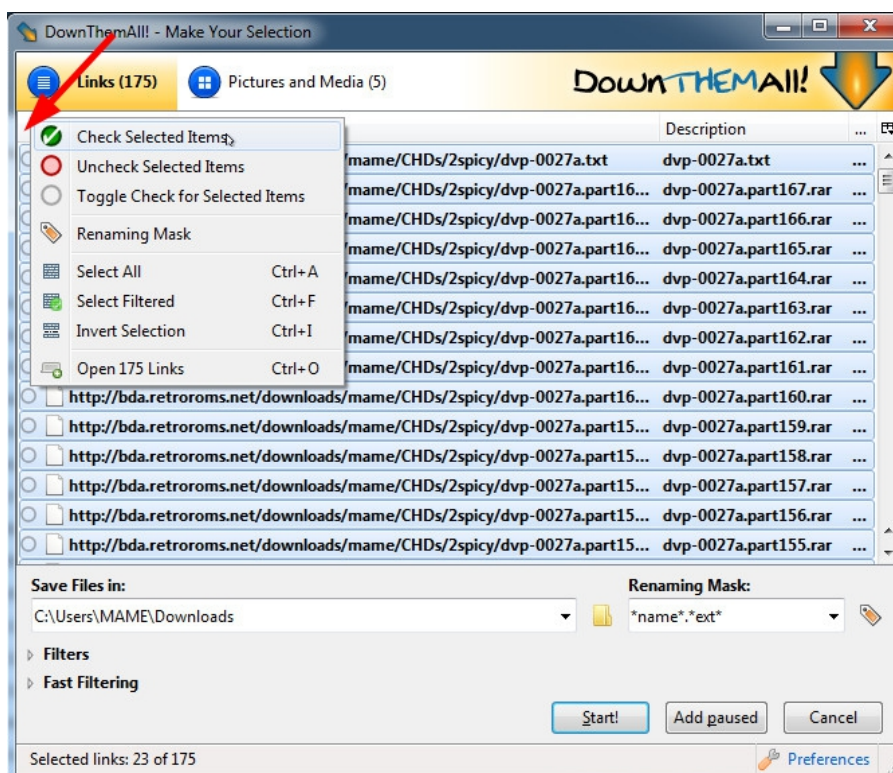 DownThemAll! - Make Your Selection
Links (175)
Pictures and Media (5)
DownTHEMAll!
Description
...
Check Selected Items
Uncheck Selected Items
Toggle Check for Selected Items
Renaming Mask
Select All Ctrl+A
Select Filtered Ctrl+F
Invert Selection Ctrl+I
Open 175 Links Ctrl+O
/mame/CHDs/2spicy/dvp-0027a.txt dvp-0027a.txt ...
/mame/CHDs/2spicy/dvp-0027a.part16... dvp-0027a.part167.rar ...
/mame/CHDs/2spicy/dvp-0027a.part16... dvp-0027a.part166.rar ...
/mame/CHDs/2spicy/dvp-0027a.part16... dvp-0027a.part165.rar ...
/mame/CHDs/2spicy/dvp-0027a.part16... dvp-0027a.part164.rar ...
/mame/CHDs/2spicy/dvp-0027a.part16... dvp-0027a.part163.rar ...
/mame/CHDs/2spicy/dvp-0027a.part16... dvp-0027a.part162.rar ...
/mame/CHDs/2spicy/dvp-0027a.part16... dvp-0027a.part161.rar ...
http://bda.retroroms.net/downloads/mame/CHDs/2spicy/dvp-0027a.part16... dvp-0027a.part160.rar ...
http://bda.retroroms.net/downloads/mame/CHDs/2spicy/dvp-0027a.part15... dvp-0027a.part159.rar ...
http://bda.retroroms.net/downloads/mame/CHDs/2spicy/dvp-0027a.part15... dvp-0027a.part158.rar ...
http://bda.retroroms.net/downloads/mame/CHDs/2spicy/dvp-0027a.part15... dvp-0027a.part157.rar ...
http://bda.retroroms.net/downloads/mame/CHDs/2spicy/dvp-0027a.part15... dvp-0027a.part156.rar ...
http://bda.retroroms.net/downloads/mame/CHDs/2spicy/dvp-0027a.part15... dvp-0027a.part155.rar ...
Save Files in: Renaming Mask:
C:\Users\MAME\Downloads *name*.*ext*
Filters
Fast Filtering
Start! Add paused Cancel
Selected links: 23 of 175 Preferences